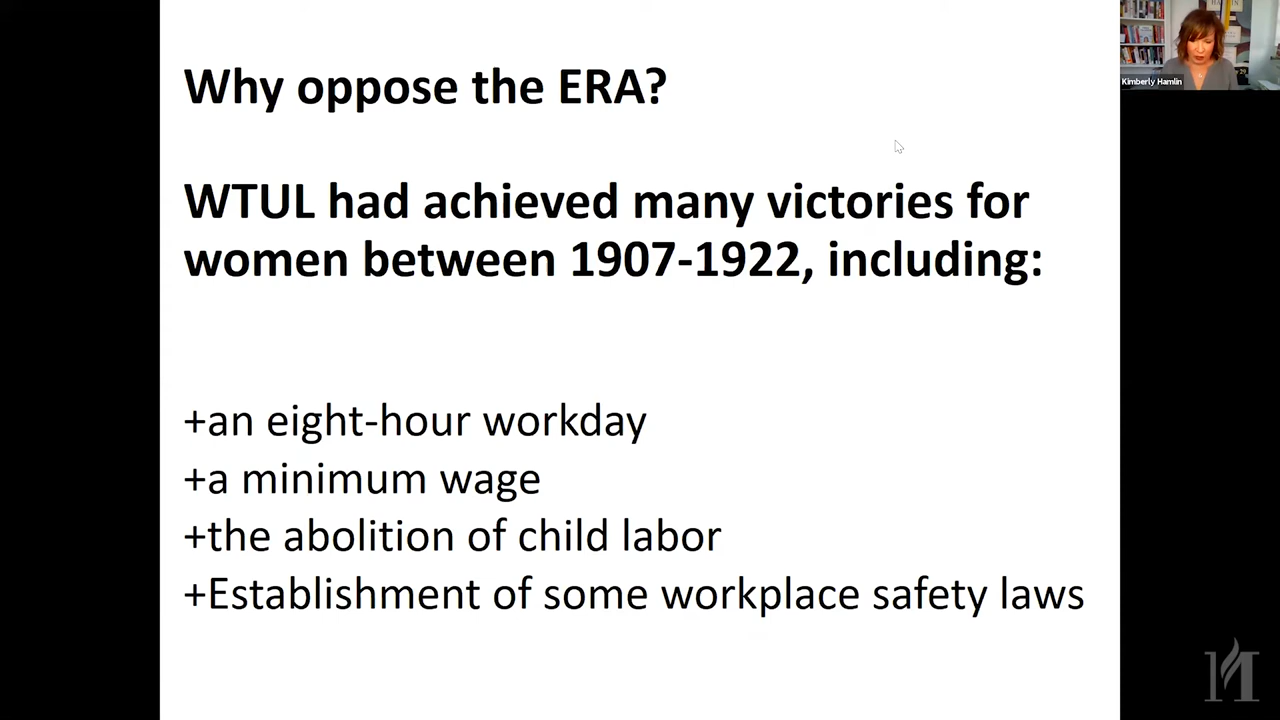 Why oppose the ERA?
Kimberly Hamlin
WTUL had achieved many victories for
women between 1907-1922, including:
+an eight-hour workday
+a minimum wage
+the abolition of child labor
+Establishment of some workplace safety laws